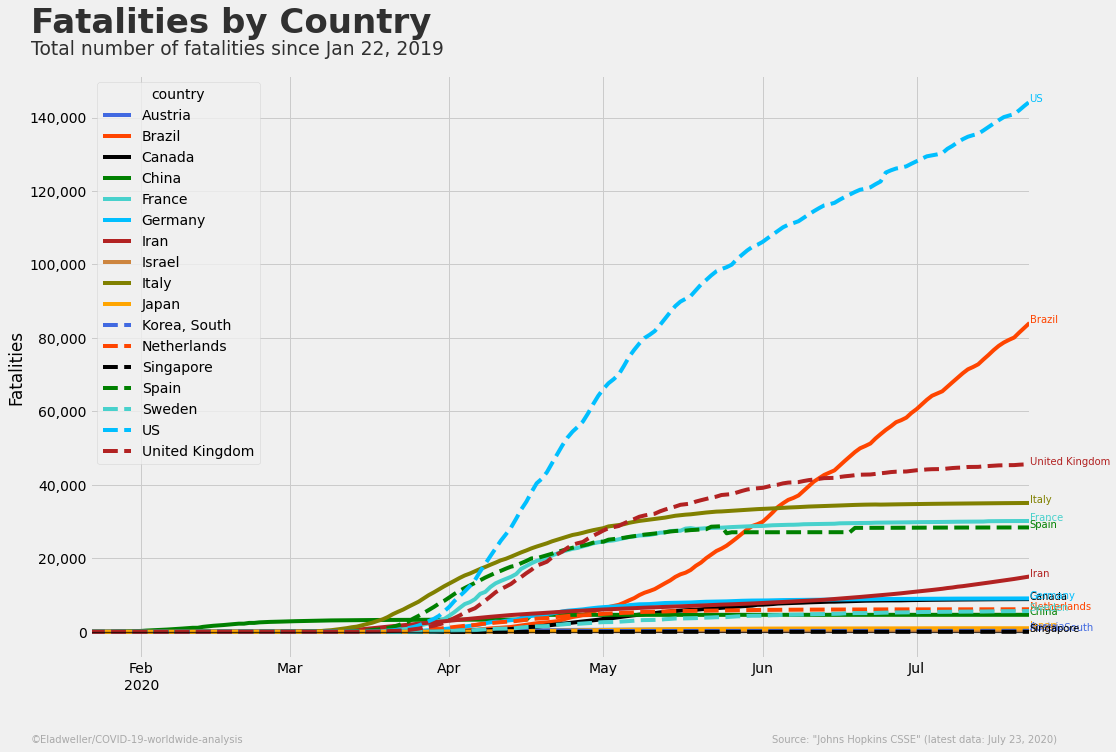 Fatalities by Country
Total number of fatalities since Jan 22, 2019
country
Austria
Brazil
Canada
China
France
Germany
Iran
Israel
Italy
Japan
Korea, South
Netherlands
Singapore
Spain
Sweden
US
United Kingdom
Fatalities
140,000
120,000
100,000
80,000
60,000
40,000
20,000
0
Feb
2020
Mar
Apr
May
Jun
Jul
US
Brazil
United Kingdom
Italy
France
Spain
Iran
Canada
Germany
Netherlands
China
Singapore
©Eladweller/COVID-19-worldwide-analysis
Source: "Johns Hopkins CSSE" (latest data: July 23, 2020)